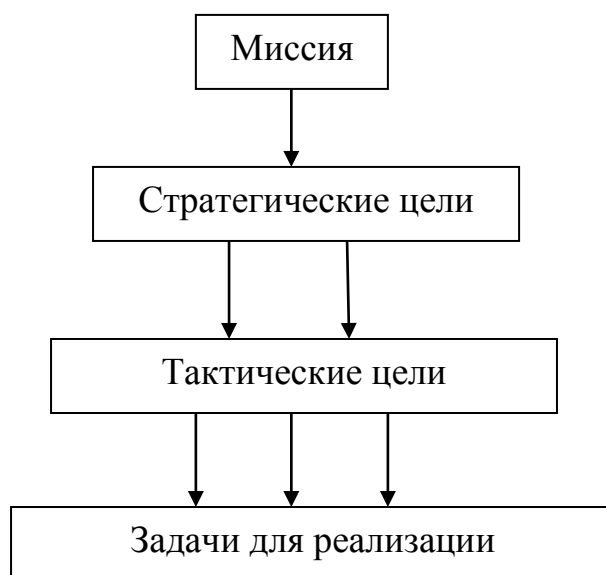 Миссия
Стратегические цели
Тактические цели
Задачи для реализации